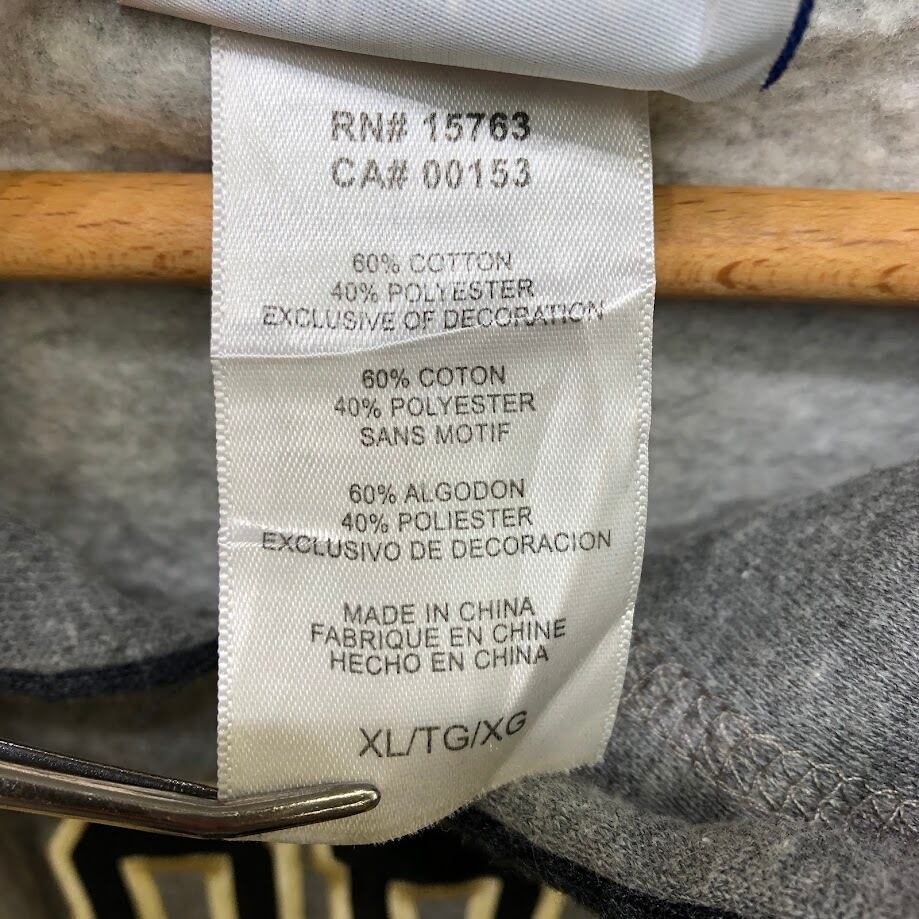 RN# 15763
CA# 00153
60% COTTON
40% POLYESTER
EXCLUSIVE OF DECORATION
60% COTON
40% POLYESTER
SANS MOTIF
60% ALGODON
40% POLIESTER
EXCLUSIVO DE DECORACION
MADE IN CHINA
FABRIQUE EN CHINE
HECHO EN CHINA
XL/TG/XG